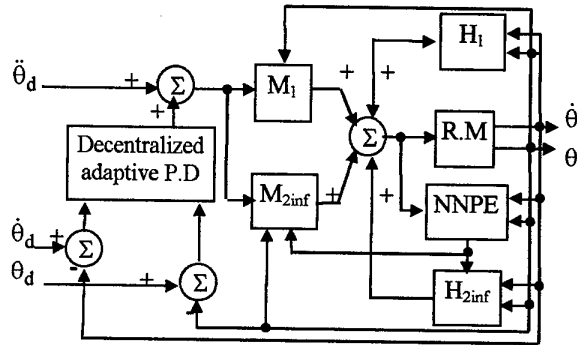 H₁
θ̈d
+
Σ
M₁
+
+
+
Σ
R.M
θ̇
θ
Decentralized
adaptive P.D
M2inf
+
+
NNPE
θ̇d
+
Σ
-
θd
+
Σ
-
H2inf